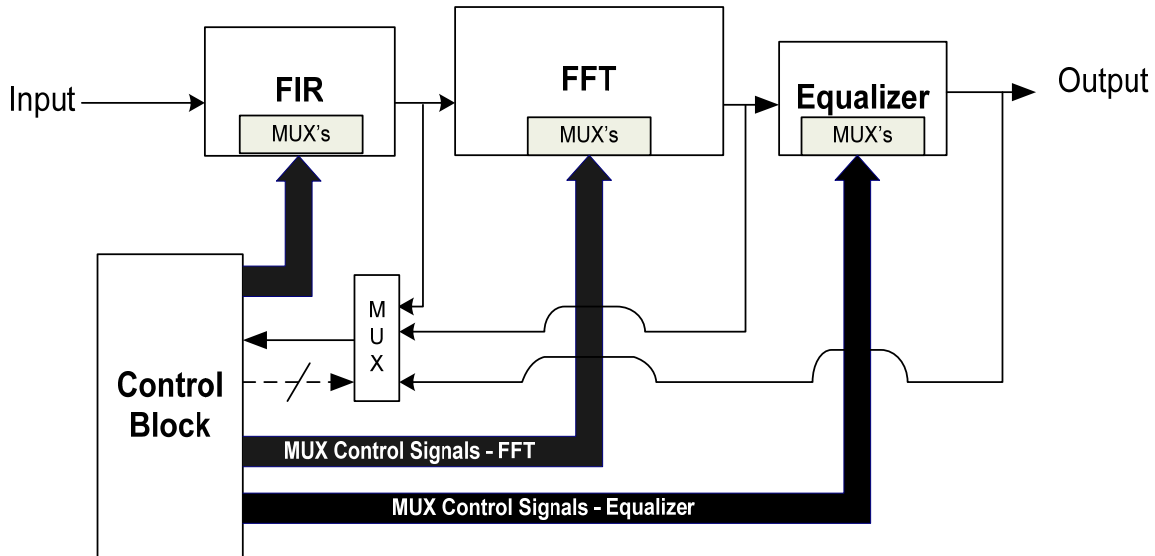 Input
FIR
MUX's
FFT
MUX's
Equalizer
MUX's
Output
M
U
X
Control
Block
MUX Control Signals - FFT
MUX Control Signals - Equalizer